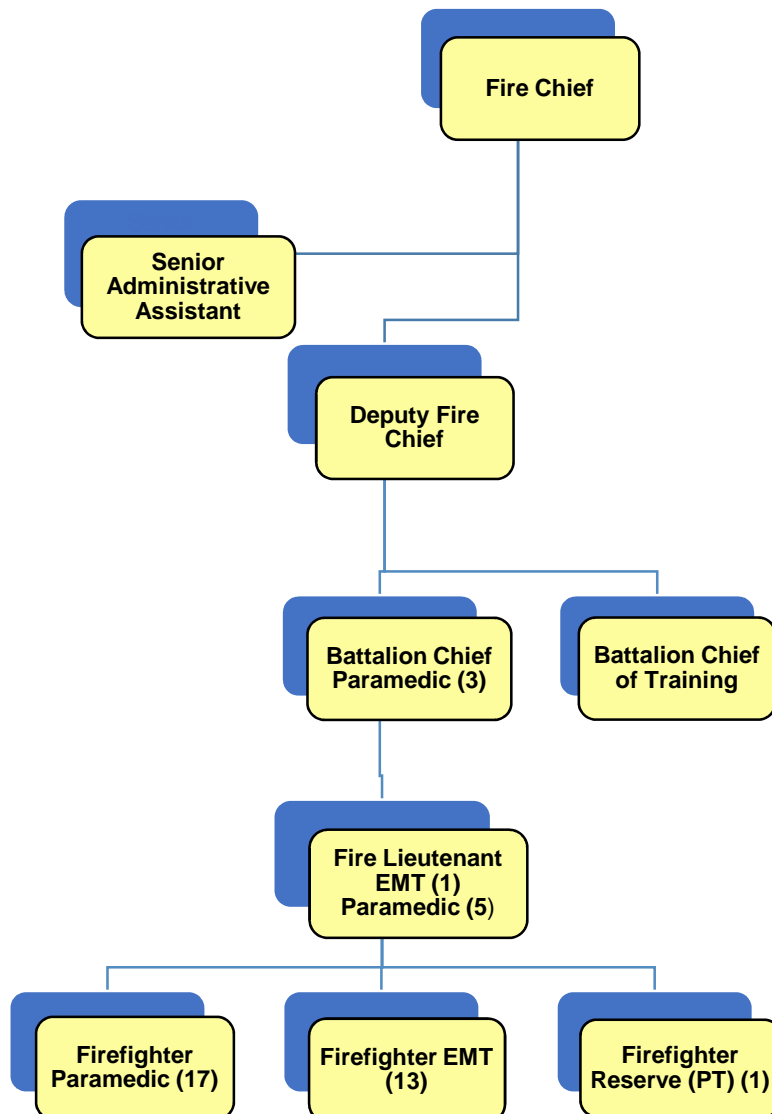 Fire Chief
Senior
Administrative
Assistant
Deputy Fire
Chief
Battalion Chief
Paramedic (3)
Battalion Chief
of Training
Fire Lieutenant
EMT (1)
Paramedic (5)
Firefighter
Paramedic (17)
Firefighter EMT
(13)
Firefighter
Reserve (PT) (1)